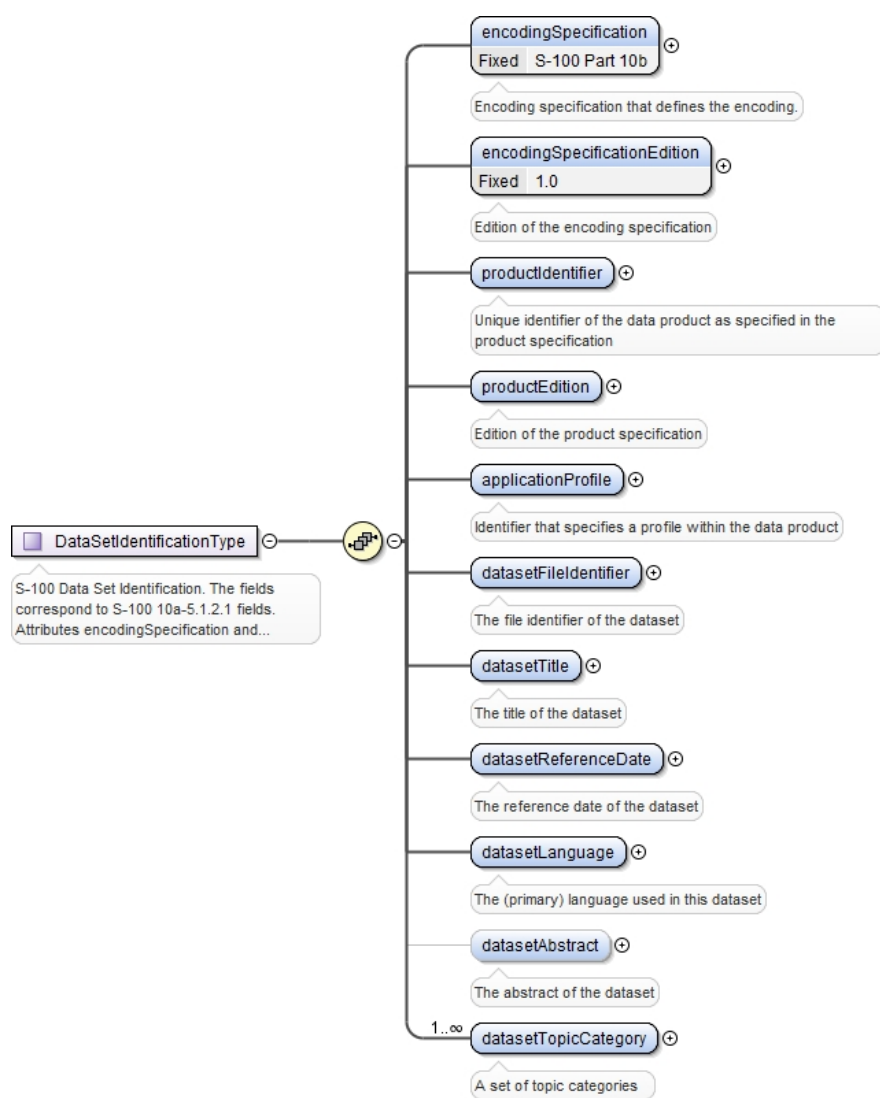 encodingSpecification
Fixed S-100 Part 10b
Encoding specification that defines the encoding.
encodingSpecificationEdition
Fixed 1.0
Edition of the encoding specification
productIdentifier
Unique identifier of the data product as specified in the
product specification
productEdition
Edition of the product specification
applicationProfile
Identifier that specifies a profile within the data product
DataSetIdentificationType
S-100 Data Set Identification. The fields
correspond to S-100 10a-5.1.2.1 fields.
Attributes encodingSpecification and...
datasetFileIdentifier
The file identifier of the dataset
datasetTitle
The title of the dataset
datasetReferenceDate
The reference date of the dataset
datasetLanguage
The (primary) language used in this dataset
datasetAbstract
The abstract of the dataset
1..∞
datasetTopicCategory
A set of topic categories